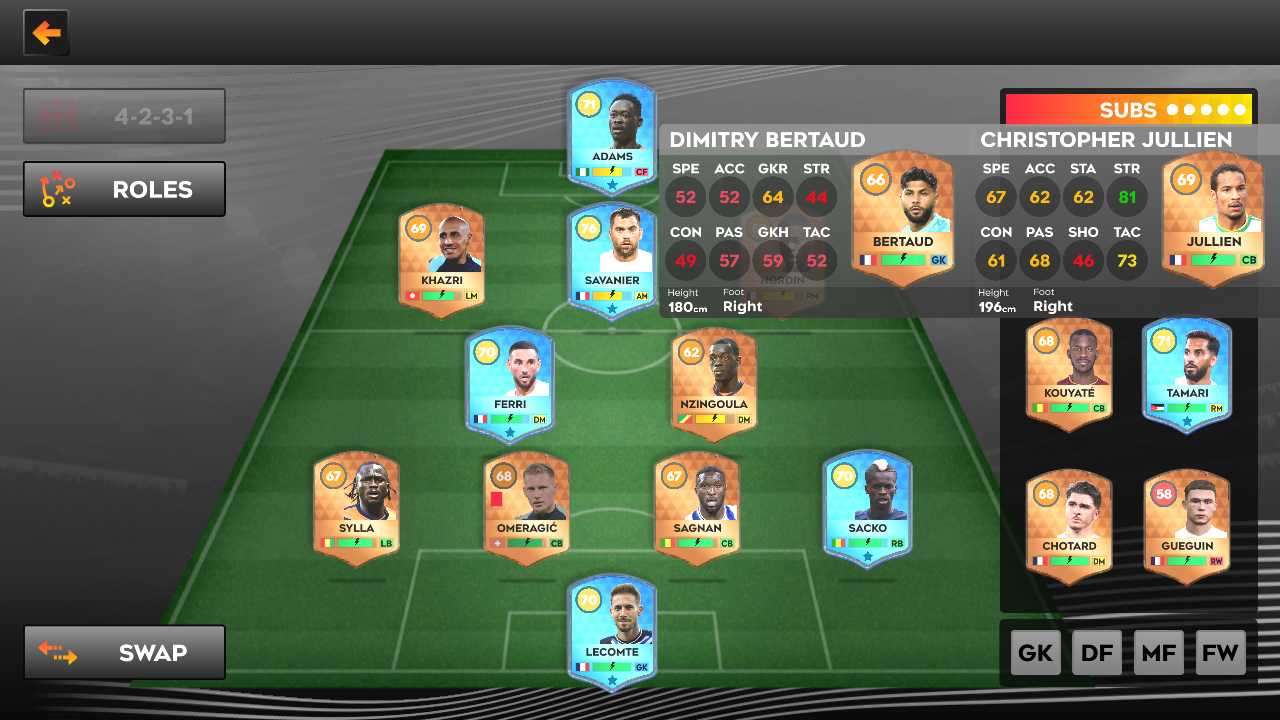 4-2-3-1
ROLES
SWAP
SUBS
71
ADAMS
CF
69
KHAZRI
LM
76
SAVANIER
AM
NORDIN
RM
70
FERRI
DM
62
NZINGOULA
DM
67
SYLLA
LB
68
OMERAGIĆ
CB
67
SAGNAN
CB
70
SACKO
RB
70
LECOMTE
GK
DIMITRY BERTAUD
SPE ACC GKR STR
52 52 64 44
CON PAS GKH TAC
49 57 59 52
Height Foot
180cm Right
66
BERTAUD
GK
CHRISTOPHER JULLIEN
SPE ACC STA STR
67 62 62 81
CON PAS SHO TAC
61 68 46 73
Height Foot
196cm Right
69
JULLIEN
CB
68
KOUYATÉ
CB
71
TAMARI
RM
68
CHOTARD
DM
58
GUEGUIN
RW
GK DF MF FW